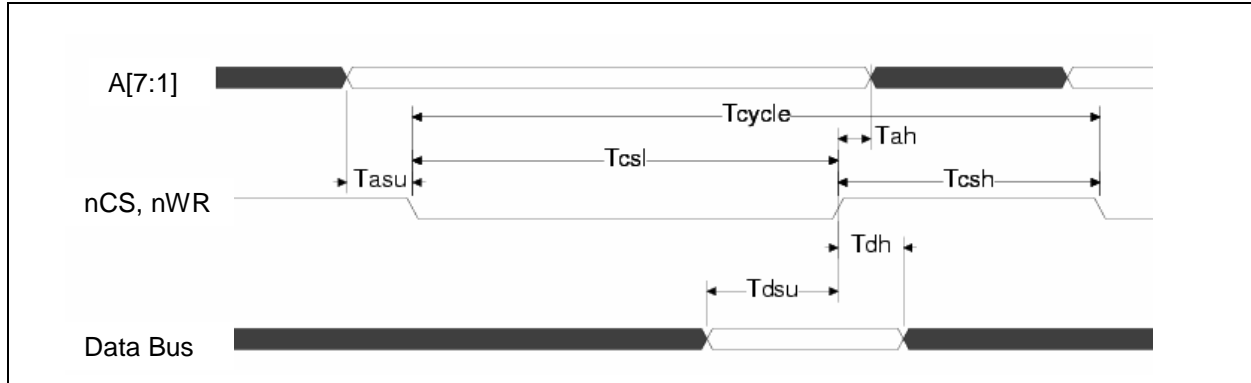 A[7:1]
Tcycle
Tah
Tcsl
Tasu
Tcsh
nCS, nWR
Tdh
Tdsu
Data Bus